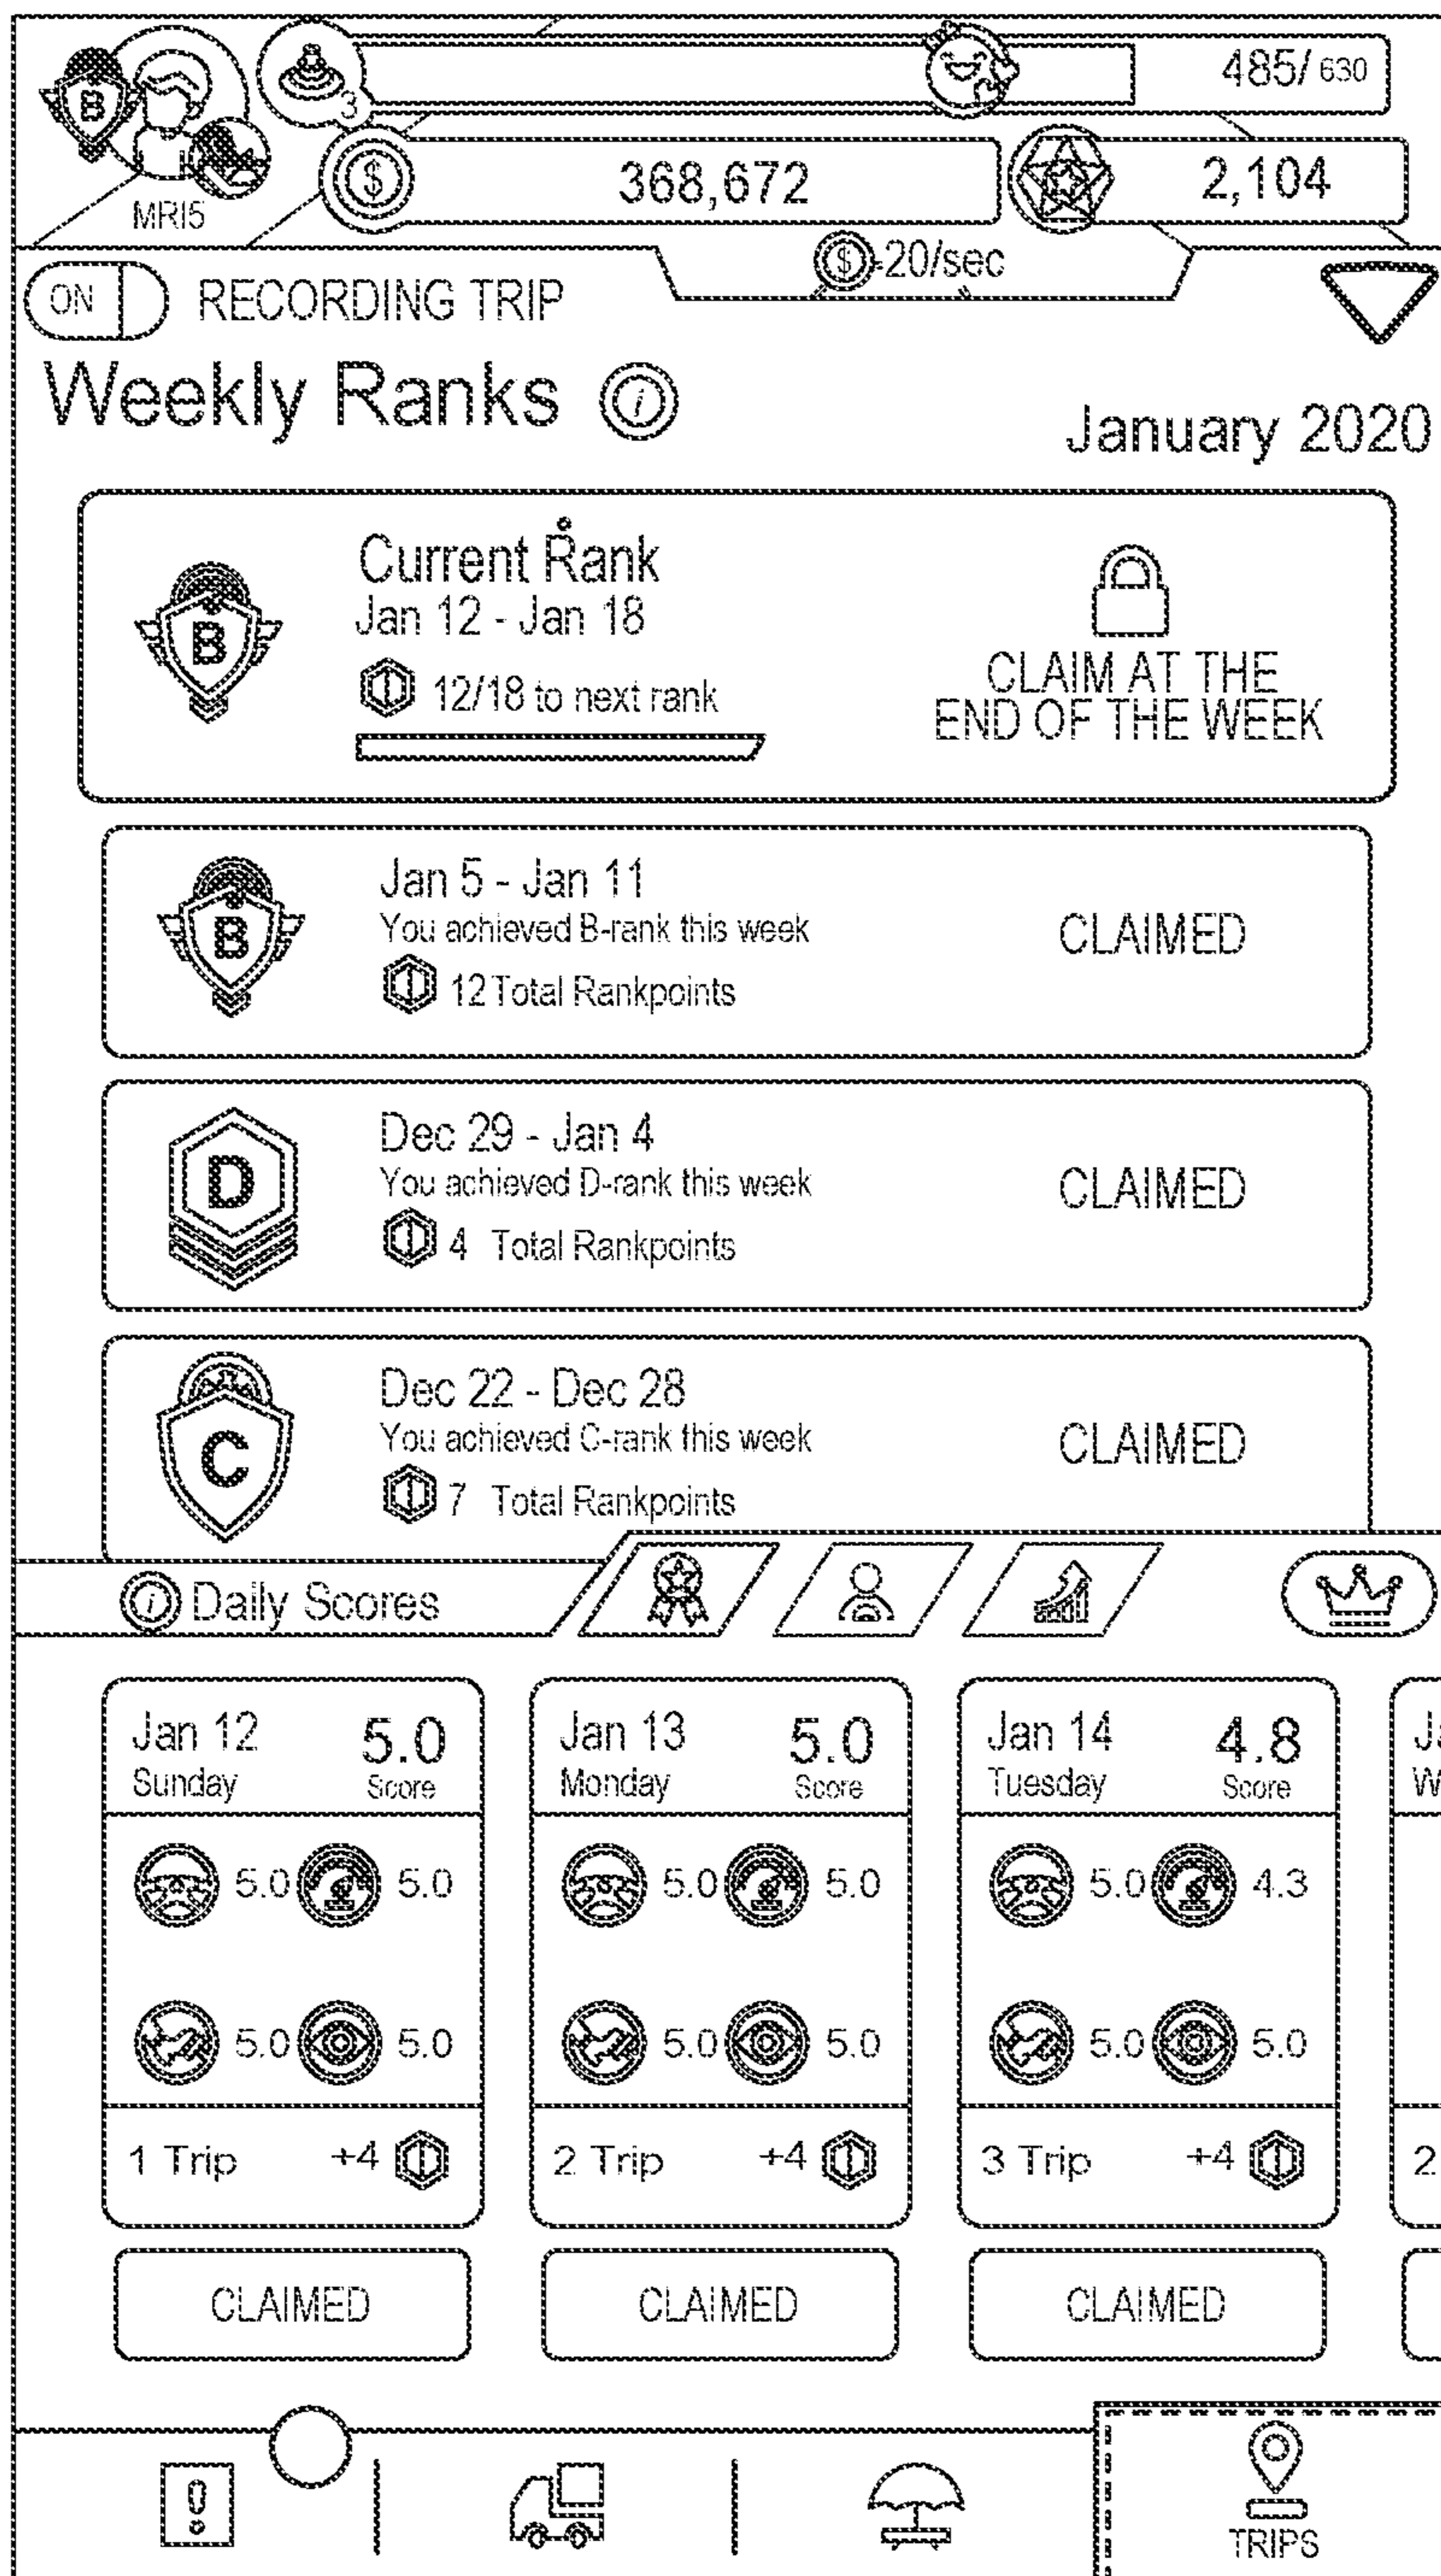 485/ 630
B
3
$
368,672
2,104
MRI5
$ -20/sec
ON RECORDING TRIP
Weekly Ranks i
January 2020
Current Rank
B
Jan 12 - Jan 18
12/18 to next rank
CLAIM AT THE
END OF THE WEEK
Jan 5 - Jan 11
B
You achieved B-rank this week
CLAIMED
12 Total Rankpoints
Dec 29 - Jan 4
D
You achieved D-rank this week
CLAIMED
4 Total Rankpoints
Dec 22 - Dec 28
C
You achieved C-rank this week
CLAIMED
7 Total Rankpoints
i Daily Scores
Jan 12 5.0
Sunday Score
5.0 5.0
5.0 5.0
1 Trip +4
CLAIMED
Jan 13 5.0
Monday Score
5.0 5.0
5.0 5.0
2 Trip +4
CLAIMED
Jan 14 4.8
Tuesday Score
5.0 4.3
5.0 5.0
3 Trip +4
CLAIMED
2
!
TRIPS